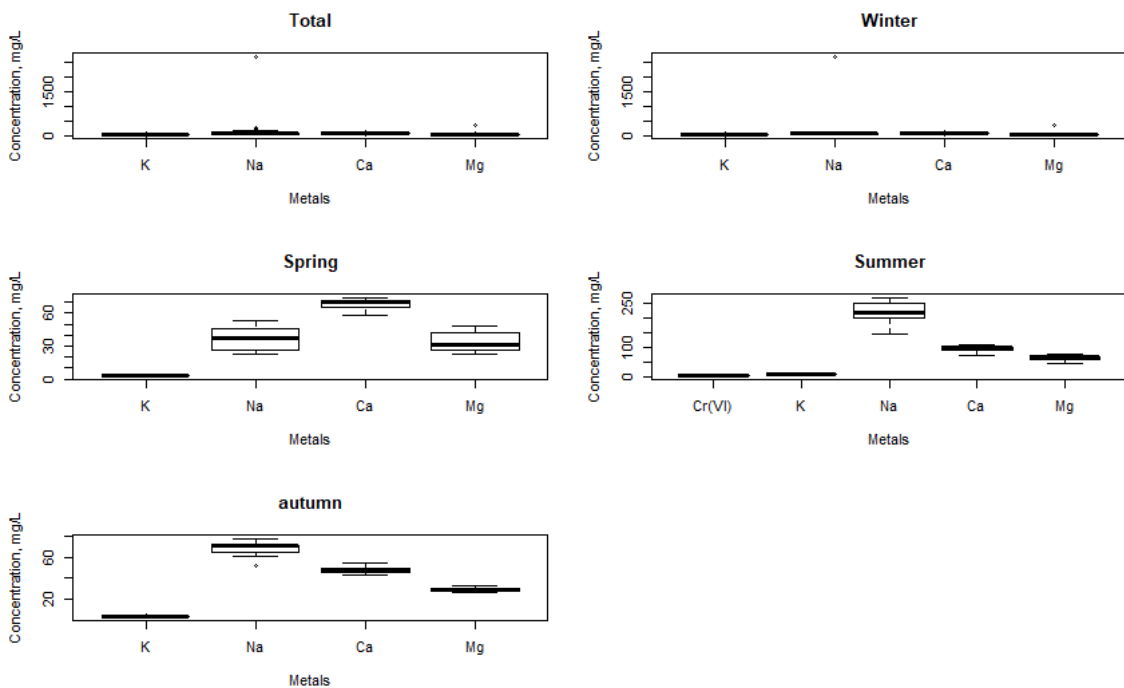 Total
Concentration, mg/L
1500
0
K Na Ca Mg
Metals
Winter
Concentration, mg/L
1500
0
K Na Ca Mg
Metals
Spring
Concentration, mg/L
60
30
0
K Na Ca Mg
Metals
Summer
Concentration, mg/L
250
100
0
Cr(VI) K Na Ca Mg
Metals
autumn
Concentration, mg/L
60
20
K Na Ca Mg
Metals